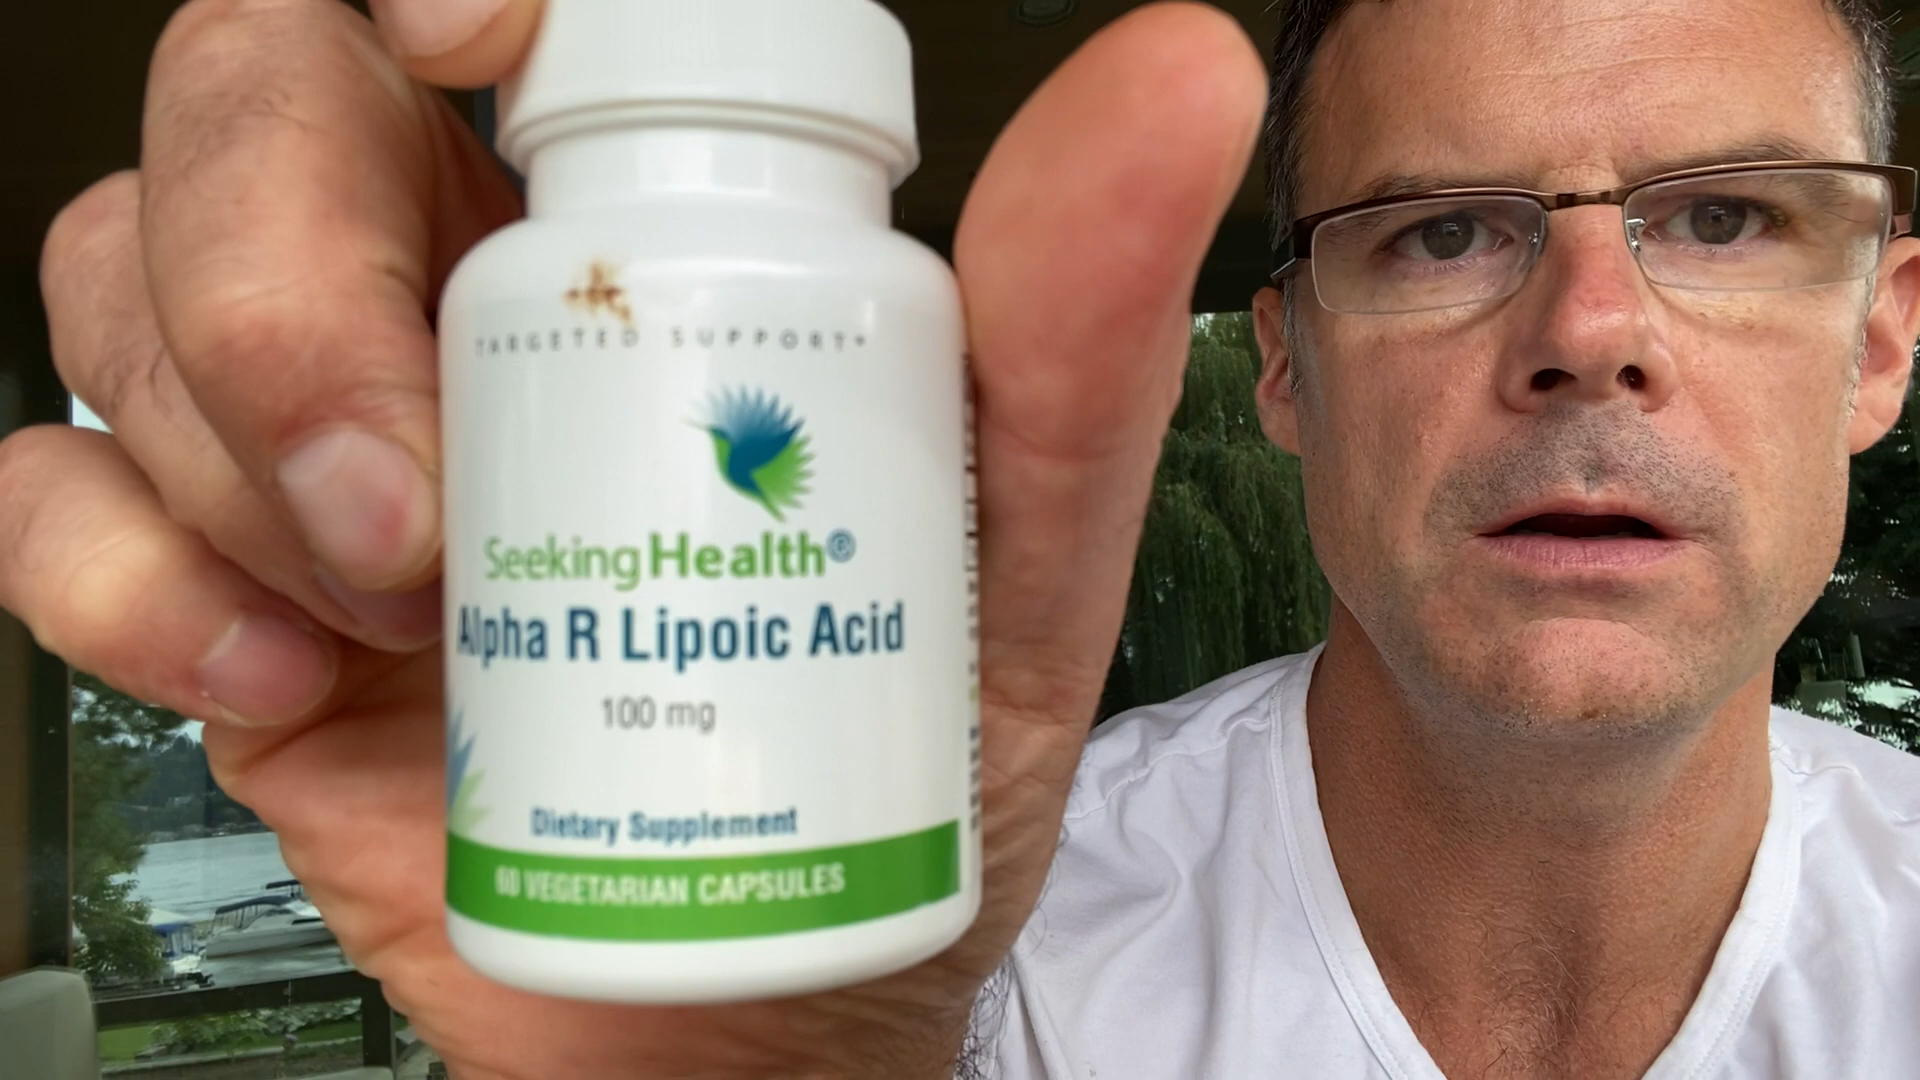 TARGETED SUPPORT*
SeekingHealth®
Alpha R Lipoic Acid
100 mg
Dietary Supplement
60 VEGETARIAN CAPSULES